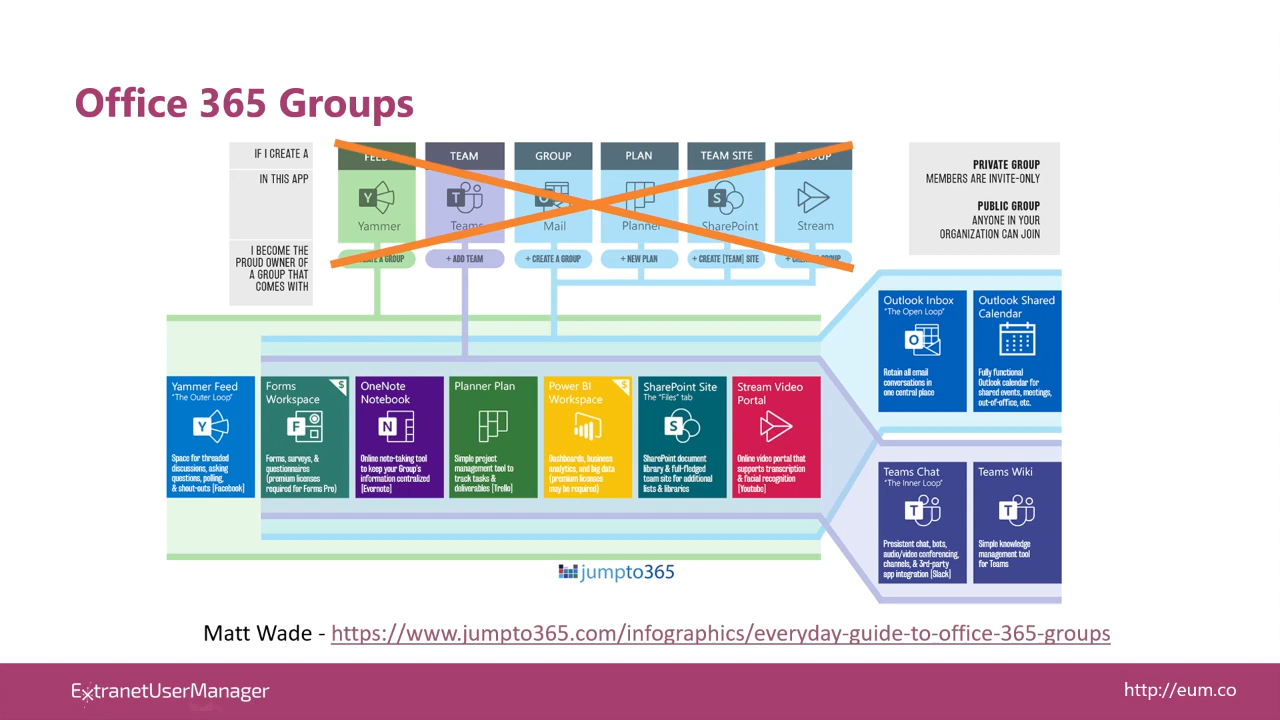 Office 365 Groups
IF I CREATE A
IN THIS APP
I BECOME THE
PROUD OWNER OF
A GROUP THAT
COMES WITH
FEED
Yammer
CREATE A GROUP
TEAM
Teams
+ ADD TEAM
GROUP
Mail
+ CREATE A GROUP
PLAN
Planner
+ NEW PLAN
TEAM SITE
SharePoint
+ CREATE [TEAM] SITE
GROUP
Stream
+ CREATE GROUP
PRIVATE GROUP
MEMBERS ARE INVITE-ONLY
PUBLIC GROUP
ANYONE IN YOUR
ORGANIZATION CAN JOIN
Yammer Feed
"The Outer Loop"
Y
Space for threaded
discussions, asking
questions, polling,
& shout-outs [Facebook]
Forms
Workspace
$
F
Forms, surveys, &
questionnaires
(premium licenses
required for Forms Pro)
OneNote
Notebook
N
Online note-taking tool
to keep your Group's
information centralized
[Evernote]
Planner Plan
Simple project
management tool to
track tasks &
deliverables [Trello]
Power BI
Workspace
$
Dashboards, business
analytics, and big data
(premium licenses
may be required)
SharePoint Site
The "Files" tab
S
SharePoint document
library & full-fledged
team site for additional
lists & libraries
Stream Video
Portal
Online video portal that
supports transcription
& facial recognition
[Youtube]
Outlook Inbox
"The Open Loop"
O
Retain all email
conversations in
one central place
Outlook Shared
Calendar
Fully functional
Outlook calendar for
shared events, meetings,
out-of-office, etc.
Teams Chat
"The Inner Loop"
T
Presistent chat, bots,
audio/video conferencing,
channels, & 3rd-party
app integration [Slack]
Teams Wiki
T
Simple knowledge
management tool
for Teams
jumpto365
Matt Wade - https://www.jumpto365.com/infographics/everyday-guide-to-office-365-groups
ExtranetUserManager
http://eum.co